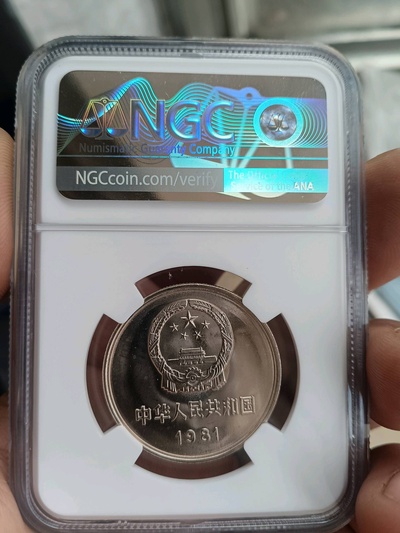 NGC
Numismatic Guaranty Company
NGCcoin.com/verify
ANA
中华人民共和国
1981